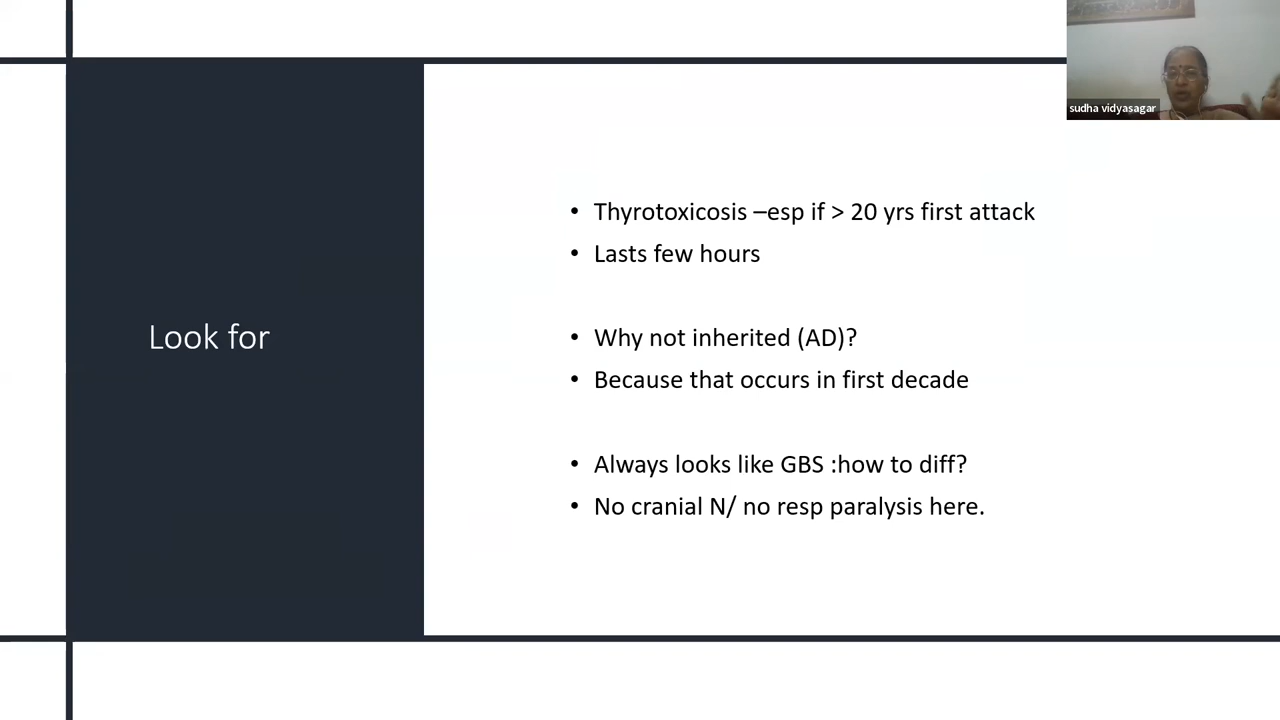 sudha vidyasagar
Look for
• Thyrotoxicosis –esp if > 20 yrs first attack
• Lasts few hours
• Why not inherited (AD)?
• Because that occurs in first decade
• Always looks like GBS :how to diff?
• No cranial N/ no resp paralysis here.